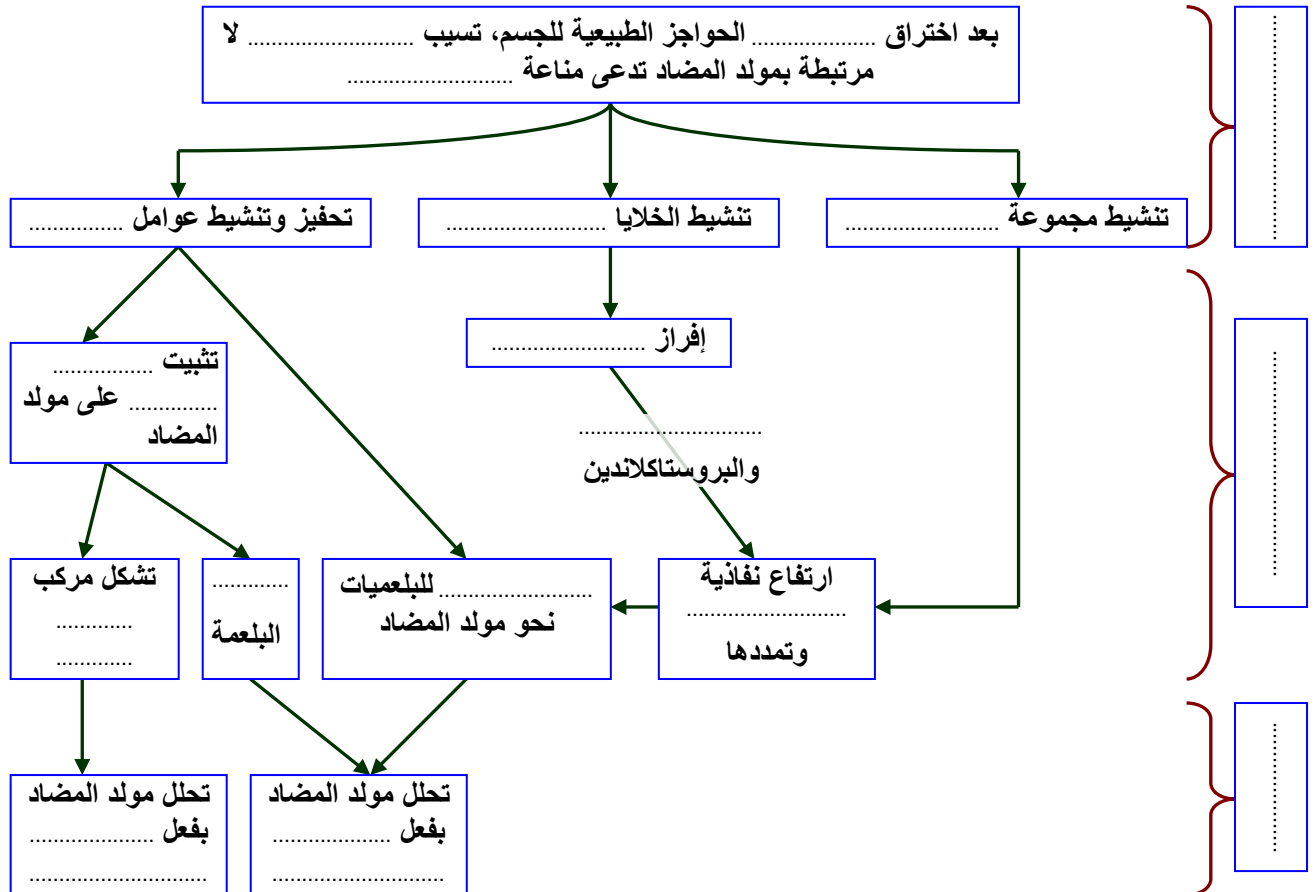 بعد اختراق .................... الحواجز الطبيعية للجسم، تسبب ........................... لا
مرتبطة بمولد المضاد تدعى مناعة ...........................
تنشيط مجموعة .........................
تنشيط الخلايا ..........................
تحفيز وتنشيط عوامل ...............
إفراز .........................
تثبيت ................
.............. على مولد
المضاد
..............................
والبروستاكلاندين
ارتفاع نفاذية
.........................
وتمددها
......................... للبلعميات
نحو مولد المضاد
............
البلعمة
تشكل مركب
............
............
تحلل مولد المضاد
بفعل ...................
............................
تحلل مولد المضاد
بفعل ....................
.............................